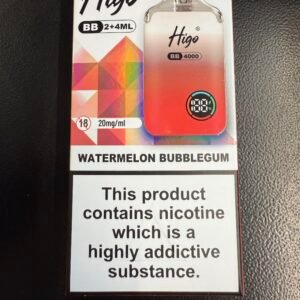 Higo
BB 2+4ML
Higo®
BB 4000
188
18
20mg/ml
WATERMELON BUBBLEGUM
This product
contains nicotine
which is a
highly addictive
substance.